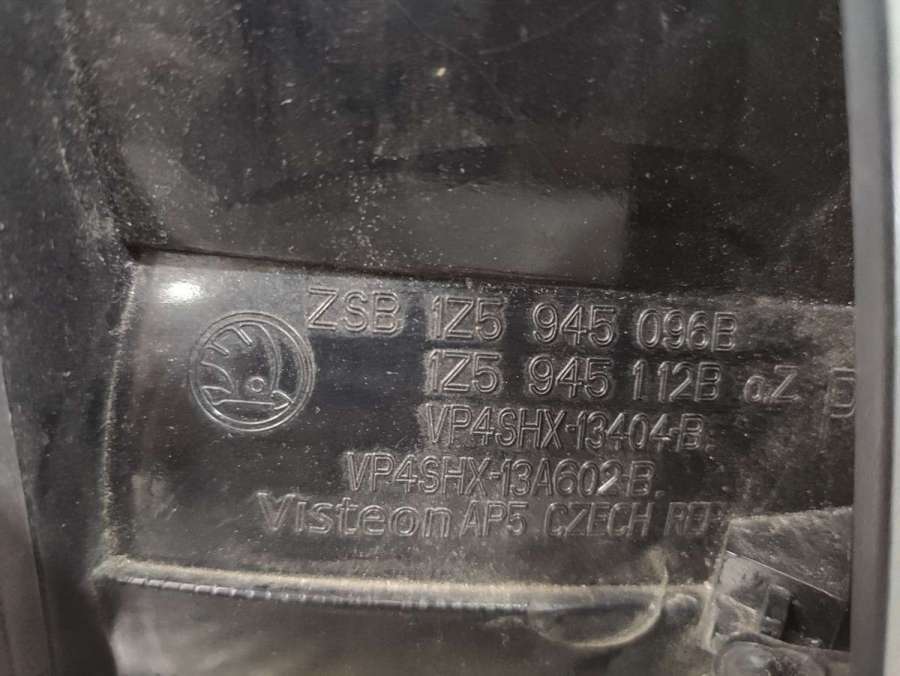 ZSB 1Z5 945 096B
1Z5 945 112B aZ
VP4SHX-13404-B
VP4SHX-13A602-B
Visteon AP5 CZECH